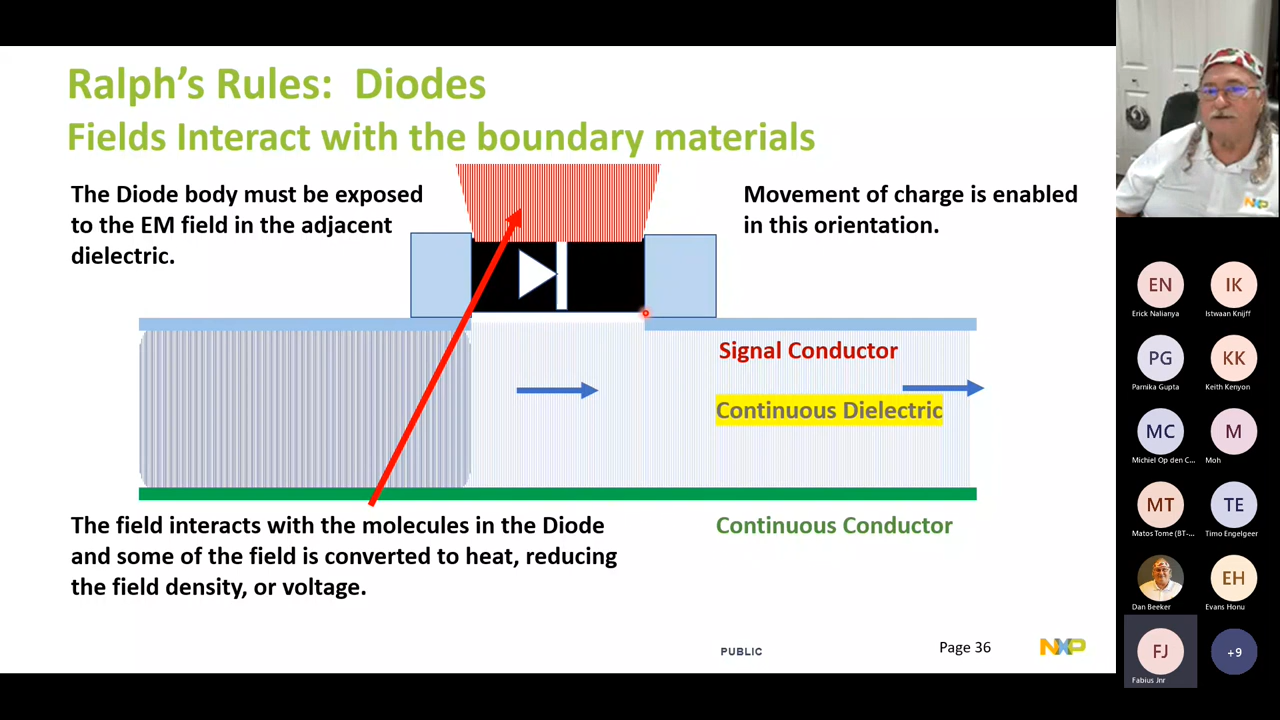 Ralph's Rules:  Diodes
Fields Interact with the boundary materials
The Diode body must be exposed
to the EM field in the adjacent
dielectric.
Movement of charge is enabled
in this orientation.
Signal Conductor
Continuous Dielectric
The field interacts with the molecules in the Diode
and some of the field is converted to heat, reducing
the field density, or voltage.
Continuous Conductor
PUBLIC
Page 36
NXP
NXP
EN
Erick Nalianya
IK
Istwaan Knijff
PG
Parnika Gupta
KK
Keith Kenyon
MC
Michiel Op den C...
M
Moh
MT
Matos Tome (BT-...
TE
Timo Engelgeer
Dan Beeker
EH
Evans Honu
FJ
Fabius Jnr
+9